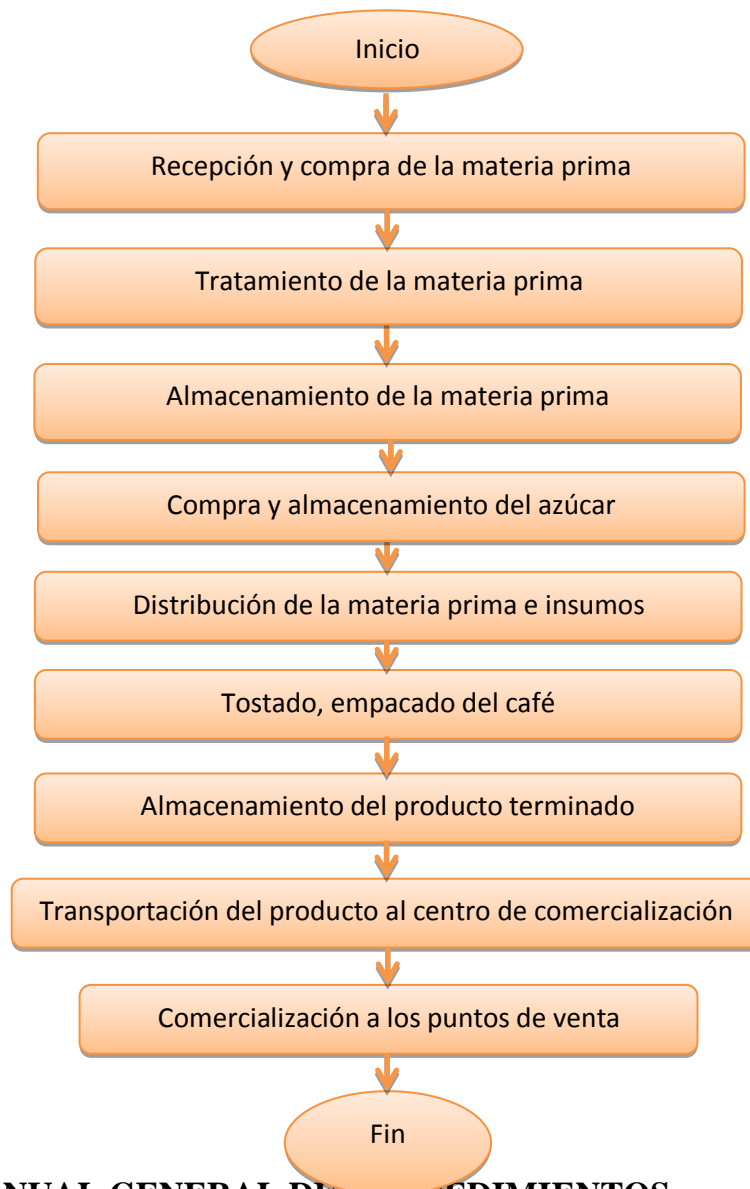 Inicio
Recepción y compra de la materia prima
Tratamiento de la materia prima
Almacenamiento de la materia prima
Compra y almacenamiento del azúcar
Distribución de la materia prima e insumos
Tostado, empacado del café
Almacenamiento del producto terminado
Transportación del producto al centro de comercialización
Comercialización a los puntos de venta
Fin
GENERAL